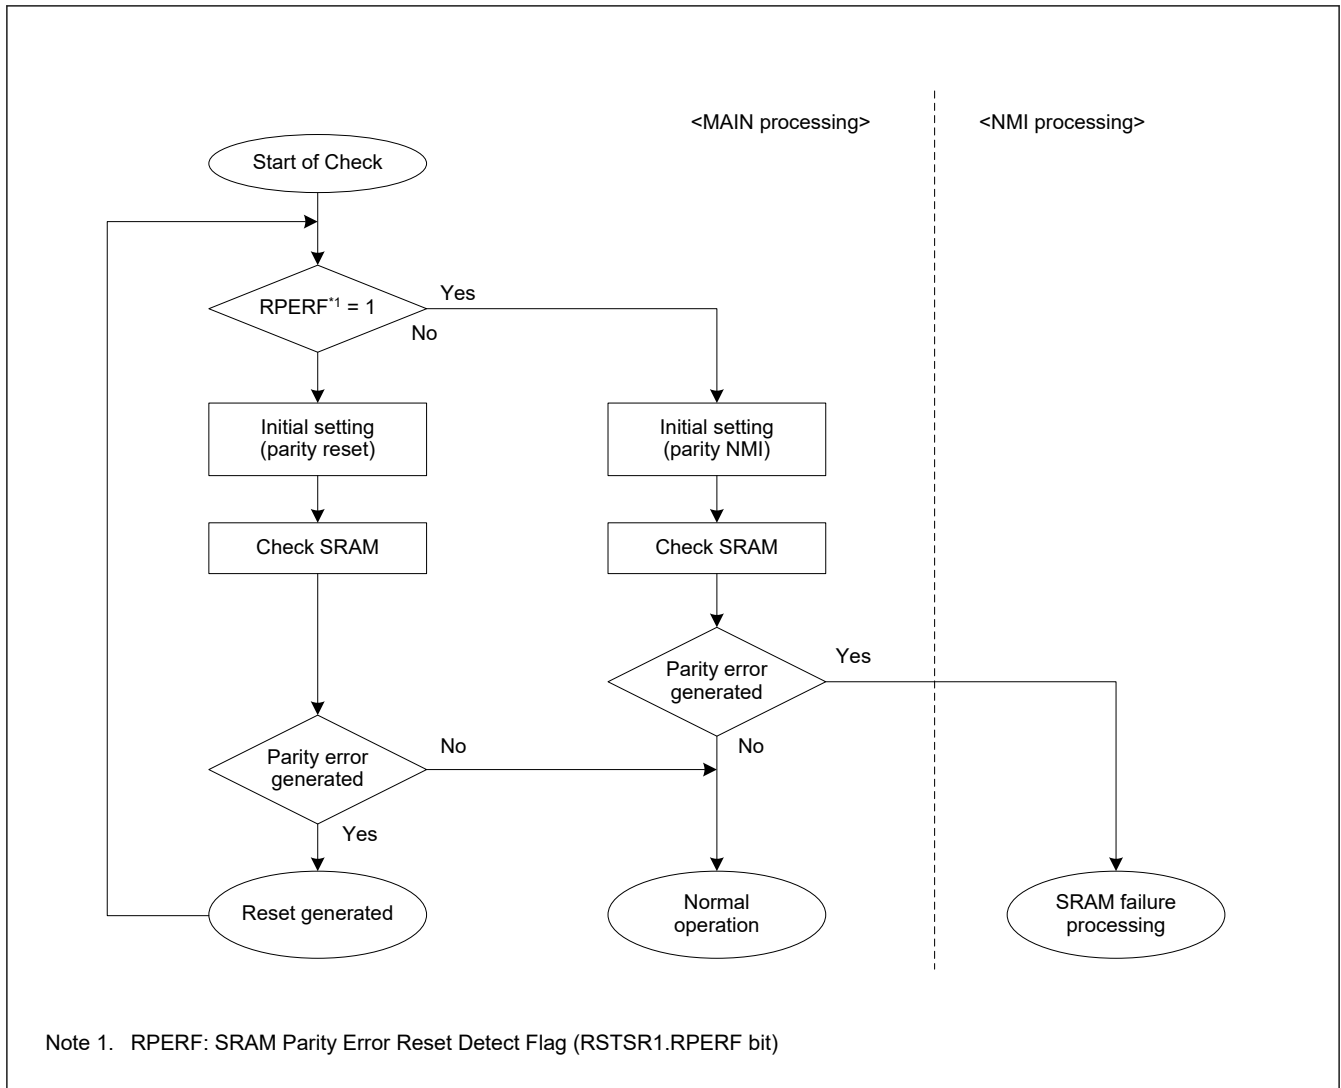 <MAIN processing>
<NMI processing>
Start of Check
RPERF*1 = 1
Yes
No
Initial setting
(parity reset)
Initial setting
(parity NMI)
Check SRAM
Check SRAM
Parity error
generated
Yes
No
Parity error
generated
No
Yes
Reset generated
Normal
operation
SRAM failure
processing
Note 1. RPERF: SRAM Parity Error Reset Detect Flag (RSTSR1.RPERF bit)